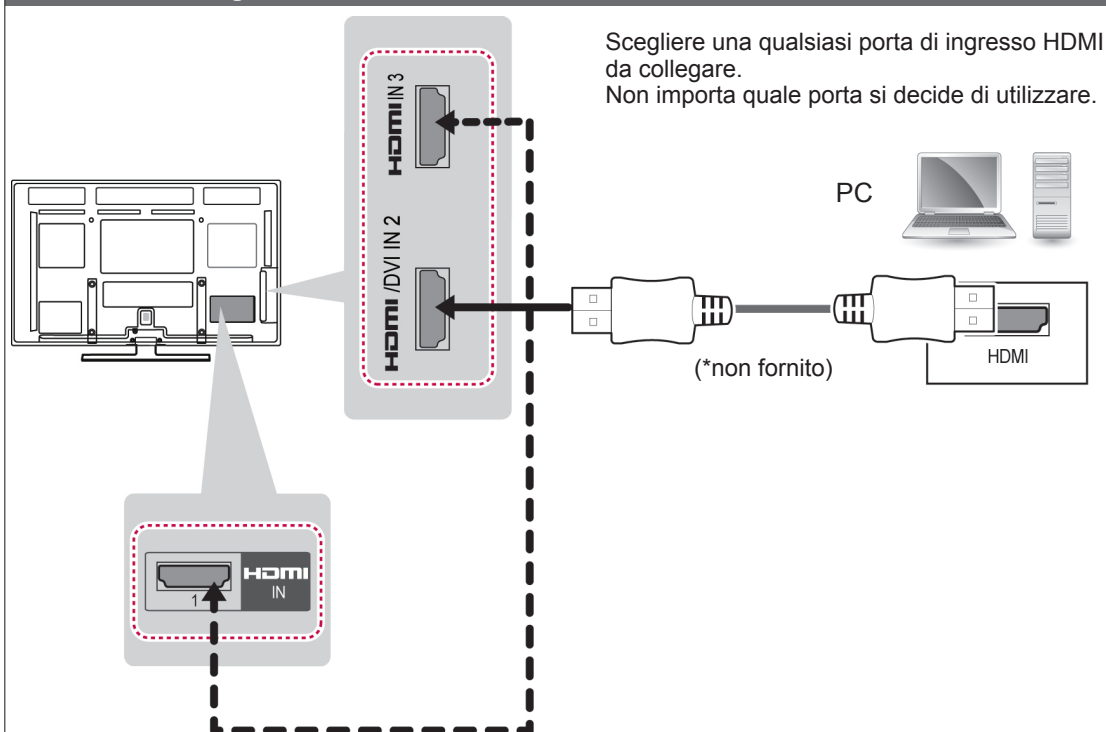 Scegliere una qualsiasi porta di ingresso HDMI
da collegare.
Non importa quale porta si decide di utilizzare.
HDMI IN 3
HDMI /DVI IN 2
PC
(*non fornito)
HDMI
1
HDMI
IN